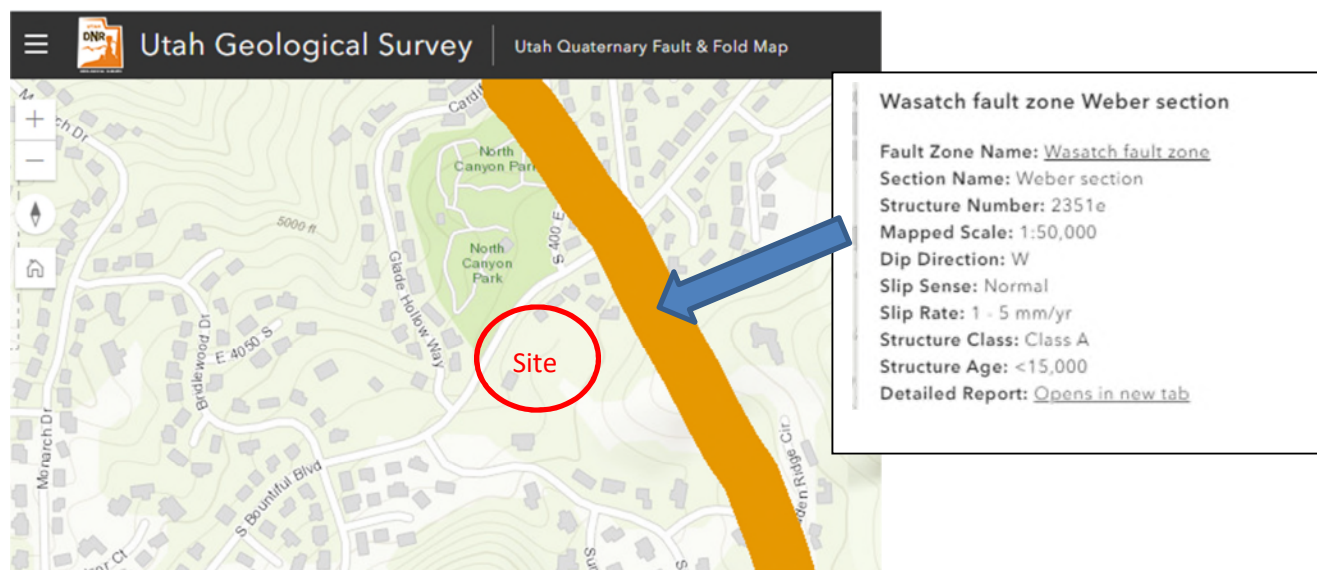 DNR
Utah Geological Survey
Utah Quaternary Fault & Fold Map
+
−
North
Canyon Park
5000 ft
North
Canyon
Park
S 400 E
Glade Hollow Way
Bridlewood Dr
E 4050 S
Monarch Dr
S Bountiful Blvd
Site
Wasatch fault zone Weber section
Fault Zone Name: Wasatch fault zone
Section Name: Weber section
Structure Number: 2351e
Mapped Scale: 1:50,000
Dip Direction: W
Slip Sense: Normal
Slip Rate: 1 - 5 mm/yr
Structure Class: Class A
Structure Age: <15,000
Detailed Report: Opens in new tab